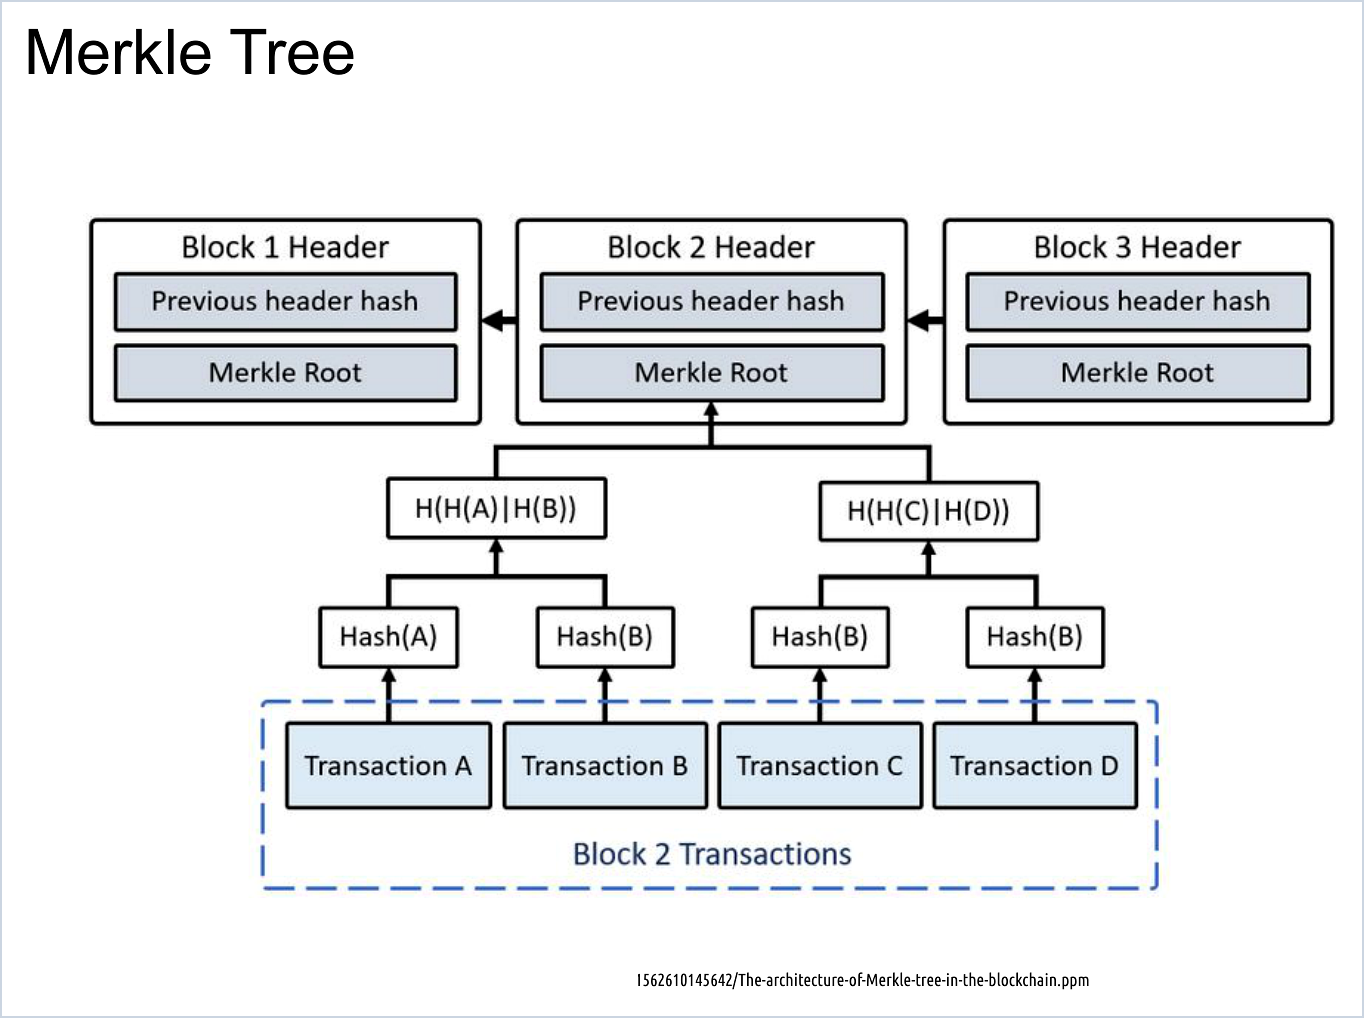 Merkle Tree
Block 1 Header
Previous header hash
Merkle Root
Block 2 Header
Previous header hash
Merkle Root
Block 3 Header
Previous header hash
Merkle Root
H(H(A)|H(B))
H(H(C)|H(D))
Hash(A)
Hash(B)
Hash(B)
Hash(B)
Transaction A
Transaction B
Transaction C
Transaction D
Block 2 Transactions
1562610145642/The-architecture-of-Merkle-tree-in-the-blockchain.ppm